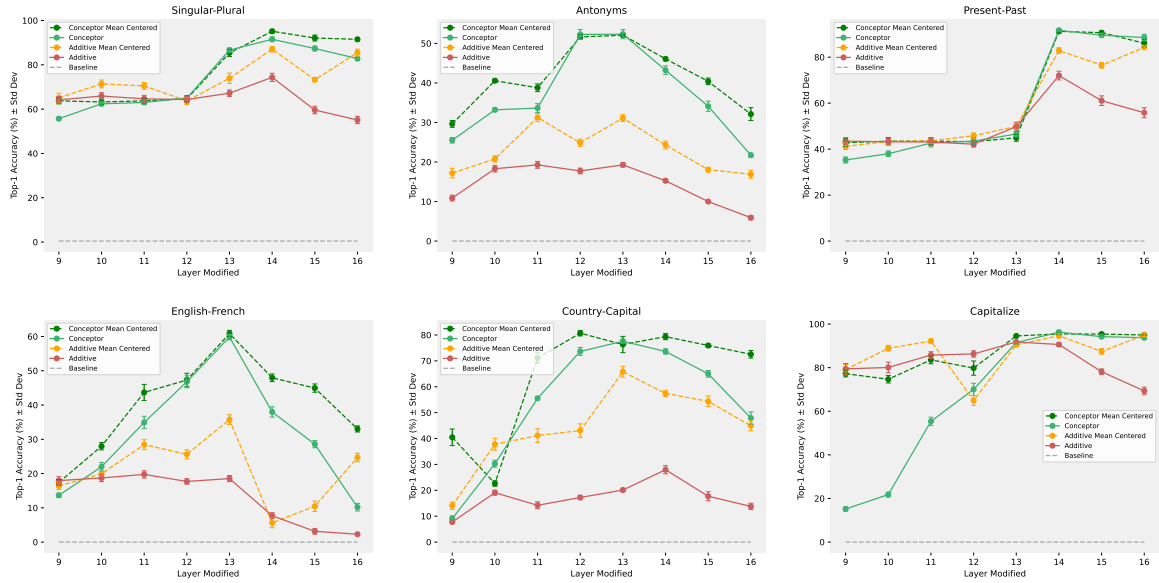 Singular-Plural
Top-1 Accuracy (%) ± Std Dev
100
80
60
40
20
0
Conceptor Mean Centered
Conceptor
Additive Mean Centered
Additive
Baseline
9 10 11 12 13 14 15 16
Layer Modified
Antonyms
Top-1 Accuracy (%) ± Std Dev
50
40
30
20
10
0
Conceptor Mean Centered
Conceptor
Additive Mean Centered
Additive
Baseline
9 10 11 12 13 14 15 16
Layer Modified
Present-Past
Top-1 Accuracy (%) ± Std Dev
80
60
40
20
0
Conceptor Mean Centered
Conceptor
Additive Mean Centered
Additive
Baseline
9 10 11 12 13 14 15 16
Layer Modified
English-French
Top-1 Accuracy (%) ± Std Dev
60
50
40
30
20
10
0
Conceptor Mean Centered
Conceptor
Additive Mean Centered
Additive
Baseline
9 10 11 12 13 14 15 16
Layer Modified
Country-Capital
Top-1 Accuracy (%) ± Std Dev
80
70
60
50
40
30
20
10
0
Conceptor Mean Centered
Conceptor
Additive Mean Centered
Additive
Baseline
9 10 11 12 13 14 15 16
Layer Modified
Capitalize
Top-1 Accuracy (%) ± Std Dev
100
80
60
40
20
0
Conceptor Mean Centered
Conceptor
Additive Mean Centered
Additive
Baseline
9 10 11 12 13 14 15 16
Layer Modified